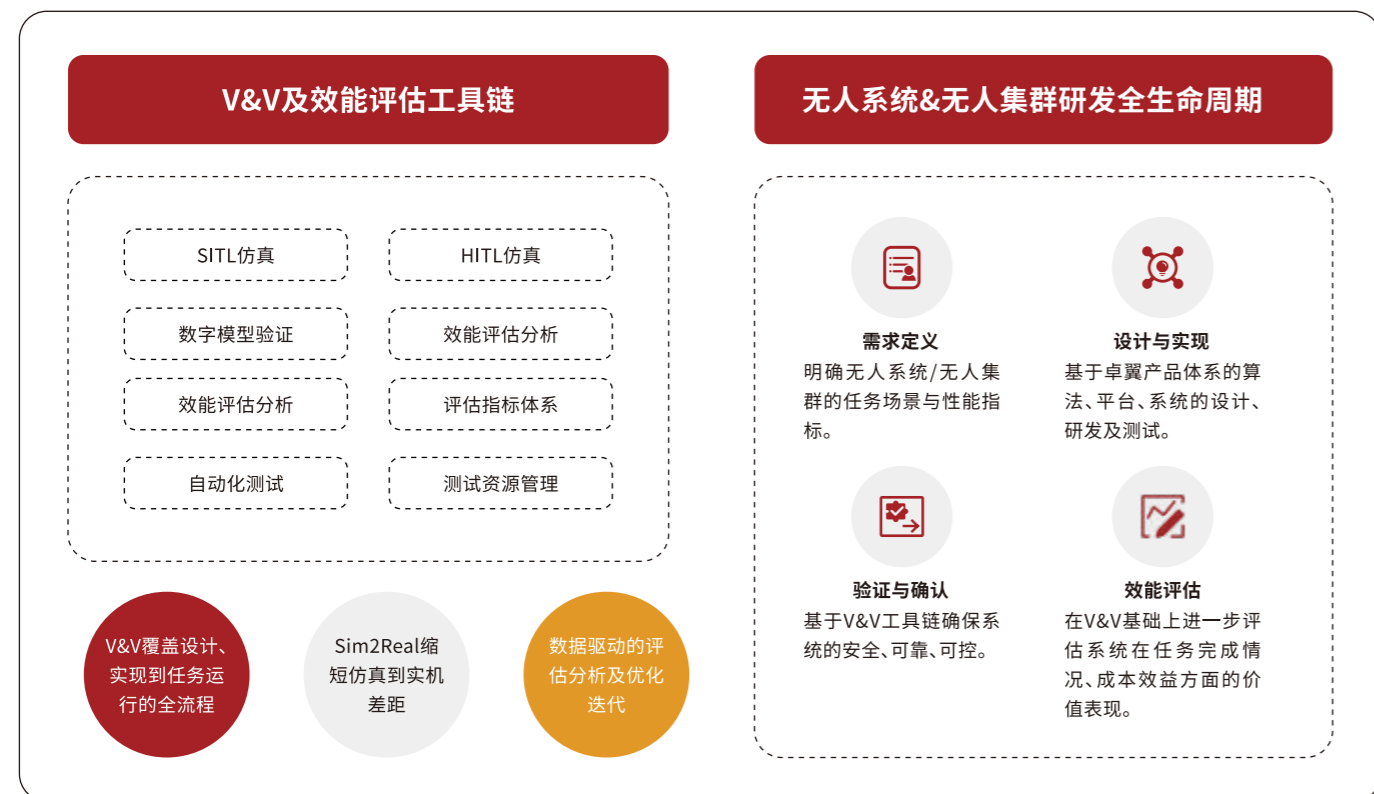 V&V及效能评估工具链
SITL仿真
HITL仿真
数字模型验证
效能评估分析
效能评估分析
评估指标体系
自动化测试
测试资源管理
V&V覆盖设计、
实现到任务运
行的全流程
Sim2Real缩
短仿真到实机
差距
数据驱动的评
估分析及优化
迭代
无人系统&无人集群研发全生命周期
需求定义
明确无人系统/无人集
群的任务场景与性能指
标。
设计与实现
基于卓翼产品体系的算
法、平台、系统的设计、
研发及测试。
验证与确认
基于V&V工具链确保系
统的安全、可靠、可控。
效能评估
在V&V基础上进一步评
估系统在任务完成情
况、成本效益方面的价
值表现。